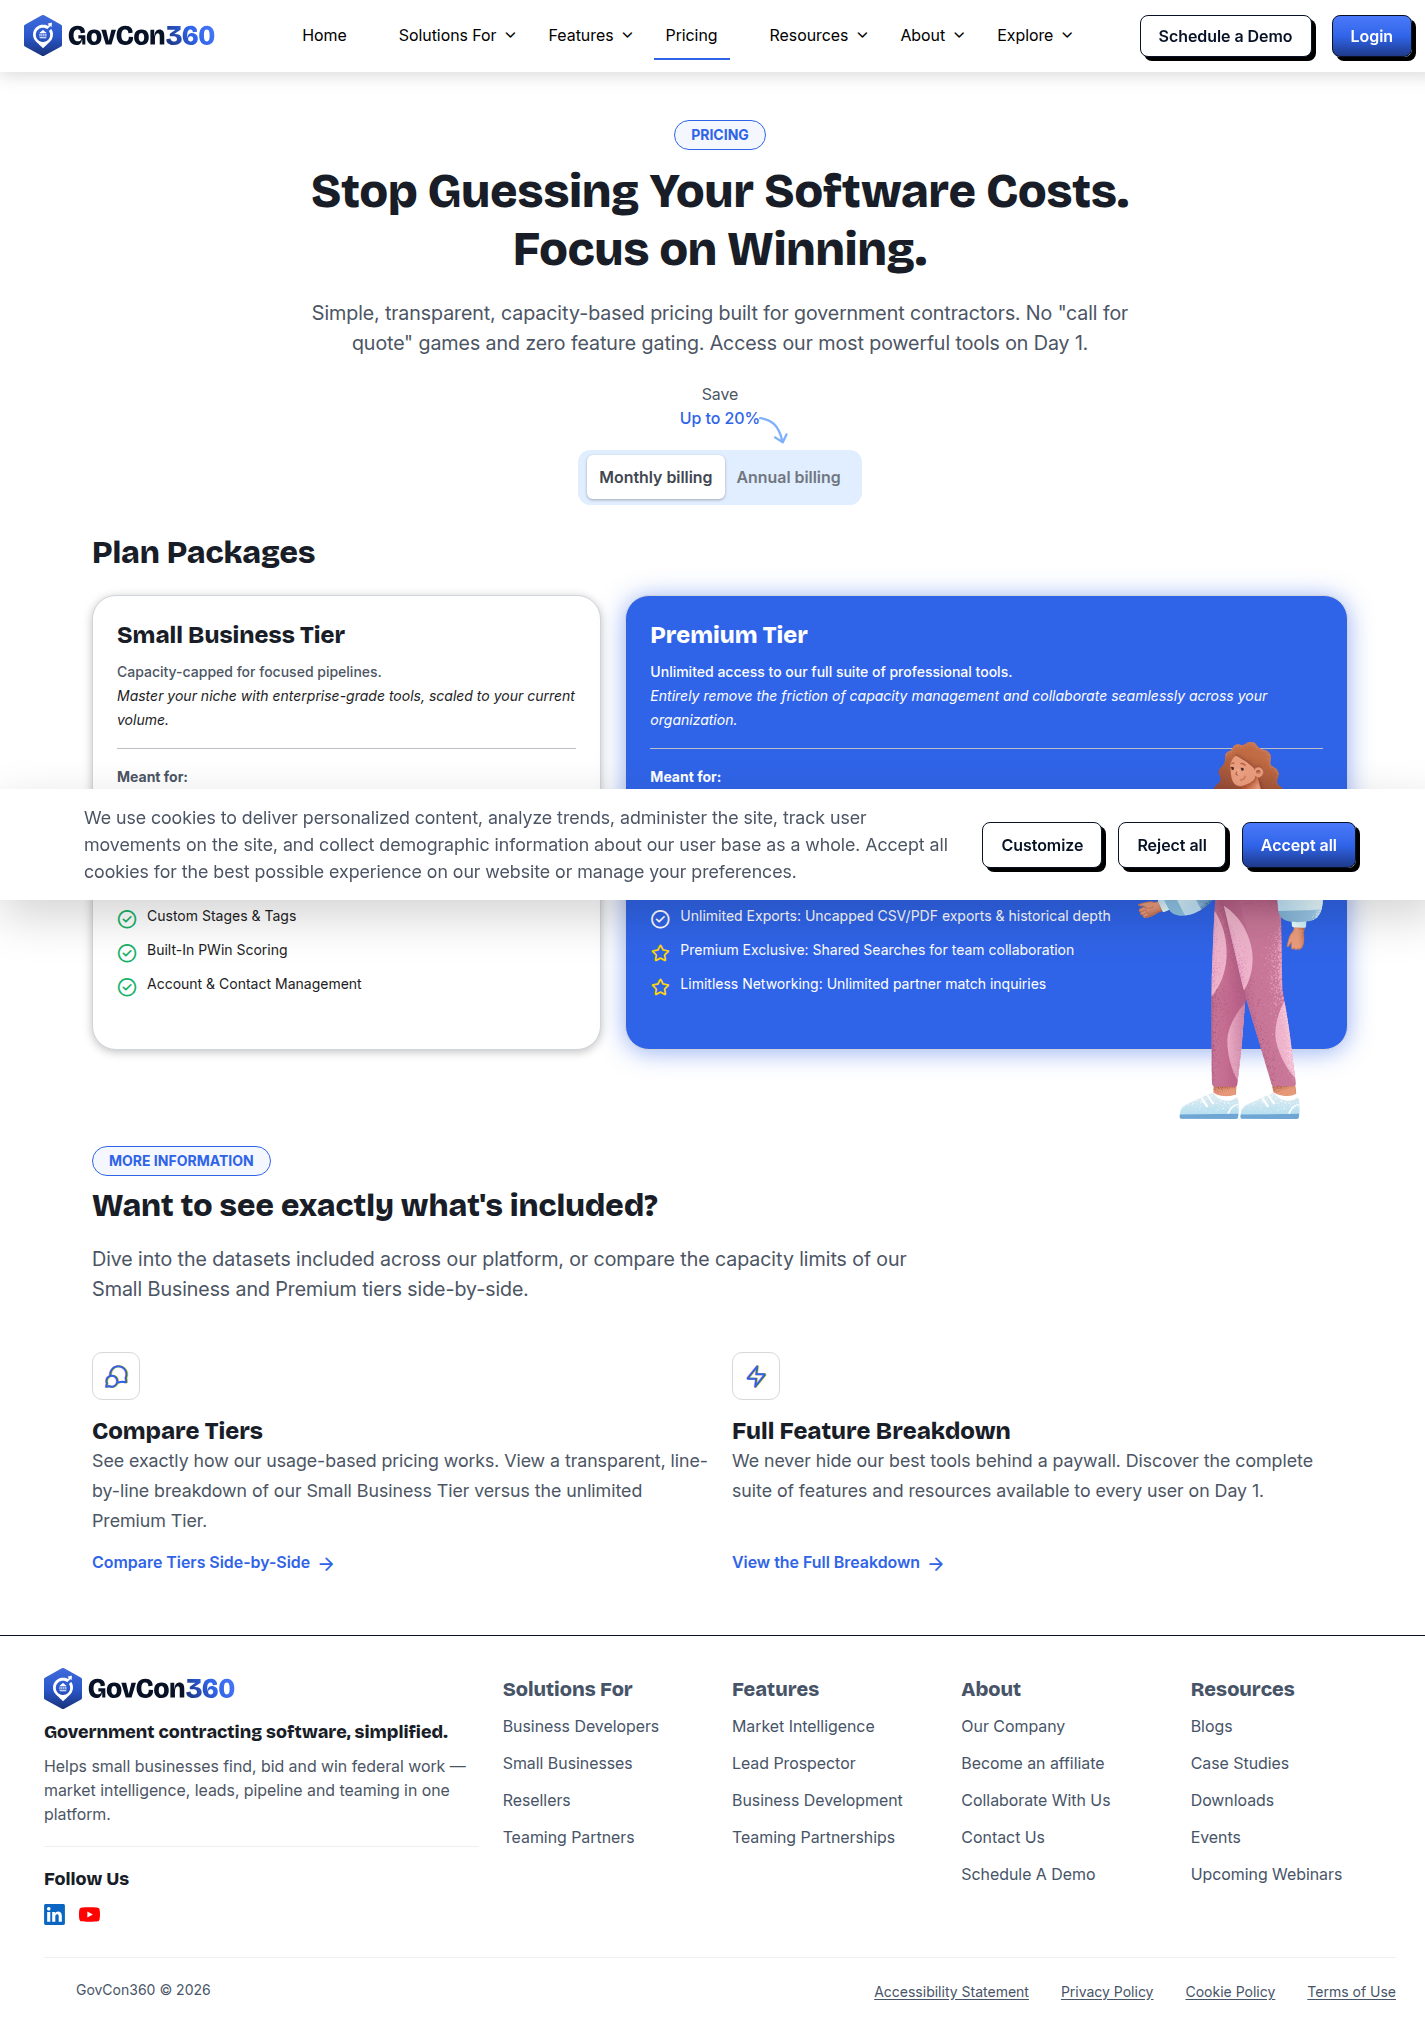 GovCon360
Home
Solutions For
Features
Pricing
Resources
About
Explore
Schedule a Demo
Login
PRICING
Stop Guessing Your Software Costs.
Focus on Winning.
Simple, transparent, capacity-based pricing built for government contractors. No "call for
quote" games and zero feature gating. Access our most powerful tools on Day 1.
Save
Up to 20%
Monthly billing
Annual billing
Plan Packages
Small Business Tier
Capacity-capped for focused pipelines.
Master your niche with enterprise-grade tools, scaled to your current
volume.
Meant for:
Premium Tier
Unlimited access to our full suite of professional tools.
Entirely remove the friction of capacity management and collaborate seamlessly across your
organization.
Meant for:
We use cookies to deliver personalized content, analyze trends, administer the site, track user
movements on the site, and collect demographic information about our user base as a whole. Accept all
cookies for the best possible experience on our website or manage your preferences.
Customize
Reject all
Accept all
Custom Stages & Tags
Built-In PWin Scoring
Account & Contact Management
Unlimited Exports: Uncapped CSV/PDF exports & historical depth
Premium Exclusive: Shared Searches for team collaboration
Limitless Networking: Unlimited partner match inquiries
MORE INFORMATION
Want to see exactly what's included?
Dive into the datasets included across our platform, or compare the capacity limits of our
Small Business and Premium tiers side-by-side.
Compare Tiers
See exactly how our usage-based pricing works. View a transparent, line-
by-line breakdown of our Small Business Tier versus the unlimited
Premium Tier.
Compare Tiers Side-by-Side
Full Feature Breakdown
We never hide our best tools behind a paywall. Discover the complete
suite of features and resources available to every user on Day 1.
View the Full Breakdown
GovCon360
Government contracting software, simplified.
Helps small businesses find, bid and win federal work —
market intelligence, leads, pipeline and teaming in one
platform.
Follow Us
Solutions For
Business Developers
Small Businesses
Resellers
Teaming Partners
Features
Market Intelligence
Lead Prospector
Business Development
Teaming Partnerships
About
Our Company
Become an affiliate
Collaborate With Us
Contact Us
Schedule A Demo
Resources
Blogs
Case Studies
Downloads
Events
Upcoming Webinars
GovCon360 © 2026
Accessibility Statement
Privacy Policy
Cookie Policy
Terms of Use